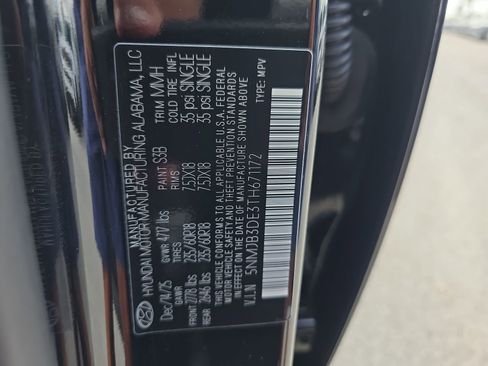 MANUFACTURED BY
HYUNDAI MOTOR MANUFACTURING ALABAMA, LLC
Dec/14/25 GVWR 4717 lbs PAINT S3B TRIM MMH
GAWR TIRES RIMS COLD TIRE INFL
FRONT 2778 lbs 235/60R18 7.5JX18 35 psi SINGLE
REAR 2646 lbs 235/60R18 7.5JX18 35 psi SINGLE
THIS VEHICLE CONFORMS TO ALL APPLICABLE U.S.A. FEDERAL
MOTOR VEHICLE SAFETY, BUMPER, AND THEFT PREVENTION STANDARDS
IN EFFECT ON THE DATE OF MANUFACTURE SHOWN ABOVE.
V.I.N 5NMJB3DE3TH671172 TYPE: MPV